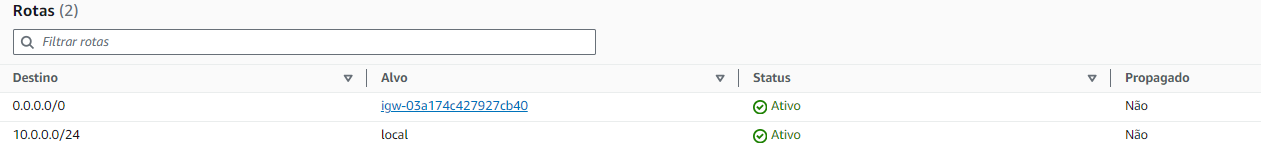 Rotas (2)
Filtrar rotas
Destino Alvo Status Propagado
0.0.0.0/0 igw-03a174c427927cb40 Ativo Não
10.0.0.0/24 local Ativo Não